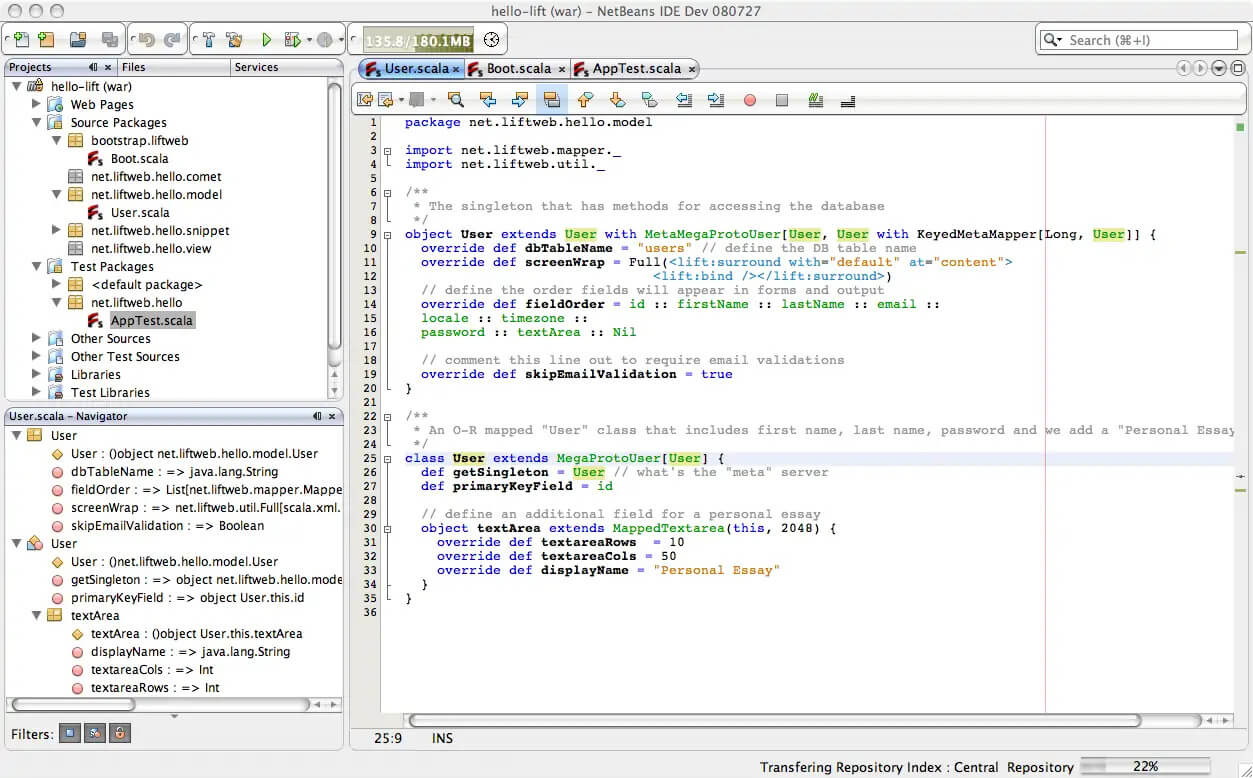 hello-lift (war) - NetBeans IDE Dev 080727
135.8/180.1MB
Search (⌘+I)
Projects
Files
Services
hello-lift (war)
Web Pages
Source Packages
bootstrap.liftweb
Boot.scala
net.liftweb.hello.comet
net.liftweb.hello.model
User.scala
net.liftweb.hello.snippet
net.liftweb.hello.view
Test Packages
<default package>
net.liftweb.hello
AppTest.scala
Other Sources
Other Test Sources
Libraries
Test Libraries
User.scala - Navigator
User
User : ()object net.liftweb.hello.model.User
dbTableName : => java.lang.String
fieldOrder : => List[net.liftweb.mapper.Mappe
screenWrap : => net.liftweb.util.Full[scala.xml.
skipEmailValidation : => Boolean
User
User : ()net.liftweb.hello.model.User
getSingleton : => object net.liftweb.hello.mode
primaryKeyField : => object User.this.id
textArea
textArea : ()object User.this.textArea
displayName : => java.lang.String
textareaCols : => Int
textareaRows : => Int
Filters:
User.scala
Boot.scala
AppTest.scala
1 package net.liftweb.hello.model
2
3 import net.liftweb.mapper._
4 import net.liftweb.util._
5
6 /**
7 * The singleton that has methods for accessing the database
8 */
9 object User extends User with MetaMegaProtoUser[User, User with KeyedMetaMapper[Long, User]] {
10 override def dbTableName = "users" // define the DB table name
11 override def screenWrap = Full(<lift:surround with="default" at="content">
12 <lift:bind /></lift:surround>)
13 // define the order fields will appear in forms and output
14 override def fieldOrder = id :: firstName :: lastName :: email ::
15 locale :: timezone ::
16 password :: textArea :: Nil
17
18 // comment this line out to require email validations
19 override def skipEmailValidation = true
20 }
21
22 /**
23 * An O-R mapped "User" class that includes first name, last name, password and we add a "Personal Essay
24 */
25 class User extends MegaProtoUser[User] {
26 def getSingleton = User // what's the "meta" server
27 def primaryKeyField = id
28
29 // define an additional field for a personal essay
30 object textArea extends MappedTextarea(this, 2048) {
31 override def textareaRows = 10
32 override def textareaCols = 50
33 override def displayName = "Personal Essay"
34 }
35 }
36
25:9 INS
Transfering Repository Index : Central Repository 22%